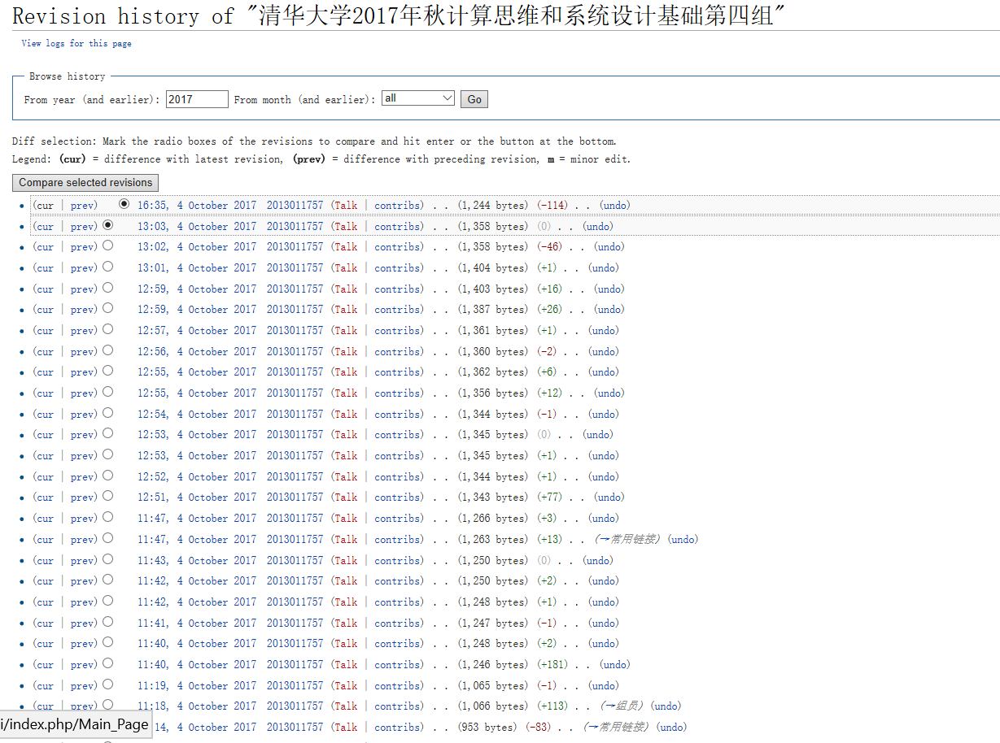 Revision history of "清华大学2017年秋计算思维和系统设计基础第四组"
View logs for this page
Browse history
From year (and earlier): 2017 From month (and earlier): all Go
Diff selection: Mark the radio boxes of the revisions to compare and hit enter or the button at the bottom.
Legend: (cur) = difference with latest revision, (prev) = difference with preceding revision, m = minor edit.
Compare selected revisions
(cur | prev) 16:35, 4 October 2017 2013011757 (Talk | contribs) . . (1,244 bytes) (-114) . . (undo)
(cur | prev) 13:03, 4 October 2017 2013011757 (Talk | contribs) . . (1,358 bytes) (0) . . (undo)
(cur | prev) 13:02, 4 October 2017 2013011757 (Talk | contribs) . . (1,358 bytes) (-46) . . (undo)
(cur | prev) 13:01, 4 October 2017 2013011757 (Talk | contribs) . . (1,404 bytes) (+1) . . (undo)
(cur | prev) 12:59, 4 October 2017 2013011757 (Talk | contribs) . . (1,403 bytes) (+16) . . (undo)
(cur | prev) 12:59, 4 October 2017 2013011757 (Talk | contribs) . . (1,387 bytes) (+26) . . (undo)
(cur | prev) 12:57, 4 October 2017 2013011757 (Talk | contribs) . . (1,361 bytes) (+1) . . (undo)
(cur | prev) 12:56, 4 October 2017 2013011757 (Talk | contribs) . . (1,360 bytes) (-2) . . (undo)
(cur | prev) 12:55, 4 October 2017 2013011757 (Talk | contribs) . . (1,362 bytes) (+6) . . (undo)
(cur | prev) 12:55, 4 October 2017 2013011757 (Talk | contribs) . . (1,356 bytes) (+12) . . (undo)
(cur | prev) 12:54, 4 October 2017 2013011757 (Talk | contribs) . . (1,344 bytes) (-1) . . (undo)
(cur | prev) 12:53, 4 October 2017 2013011757 (Talk | contribs) . . (1,345 bytes) (0) . . (undo)
(cur | prev) 12:53, 4 October 2017 2013011757 (Talk | contribs) . . (1,345 bytes) (+1) . . (undo)
(cur | prev) 12:52, 4 October 2017 2013011757 (Talk | contribs) . . (1,344 bytes) (+1) . . (undo)
(cur | prev) 12:51, 4 October 2017 2013011757 (Talk | contribs) . . (1,343 bytes) (+77) . . (undo)
(cur | prev) 11:47, 4 October 2017 2013011757 (Talk | contribs) . . (1,266 bytes) (+3) . . (undo)
(cur | prev) 11:47, 4 October 2017 2013011757 (Talk | contribs) . . (1,263 bytes) (+13) . . (→常用链接) (undo)
(cur | prev) 11:43, 4 October 2017 2013011757 (Talk | contribs) . . (1,250 bytes) (0) . . (undo)
(cur | prev) 11:42, 4 October 2017 2013011757 (Talk | contribs) . . (1,250 bytes) (+2) . . (undo)
(cur | prev) 11:42, 4 October 2017 2013011757 (Talk | contribs) . . (1,248 bytes) (+1) . . (undo)
(cur | prev) 11:41, 4 October 2017 2013011757 (Talk | contribs) . . (1,247 bytes) (-1) . . (undo)
(cur | prev) 11:40, 4 October 2017 2013011757 (Talk | contribs) . . (1,248 bytes) (+2) . . (undo)
(cur | prev) 11:40, 4 October 2017 2013011757 (Talk | contribs) . . (1,246 bytes) (+181) . . (undo)
(cur | prev) 11:19, 4 October 2017 2013011757 (Talk | contribs) . . (1,065 bytes) (-1) . . (undo)
(cur | prev) 11:18, 4 October 2017 2013011757 (Talk | contribs) . . (1,066 bytes) (+113) . . (→组员) (undo)
i/index.php/Main_Page 14, 4 October 2017 2013011757 (Talk | contribs) . . (953 bytes) (-83) . . (→常用链接) (undo)